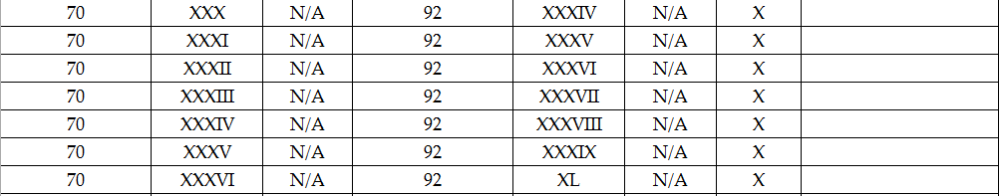 70 XXX N/A 92 XXXIV N/A X
70 XXXI N/A 92 XXXV N/A X
70 XXXII N/A 92 XXXVI N/A X
70 XXXIII N/A 92 XXXVII N/A X
70 XXXIV N/A 92 XXXVIII N/A X
70 XXXV N/A 92 XXXIX N/A X
70 XXXVI N/A 92 XL N/A X